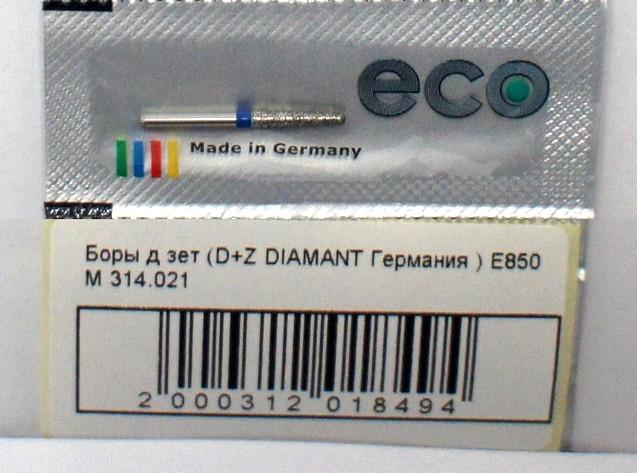 eco
Made in Germany
Боры д зет (D+Z DIAMANT Германия ) E850
M 314.021
2 000312 018494